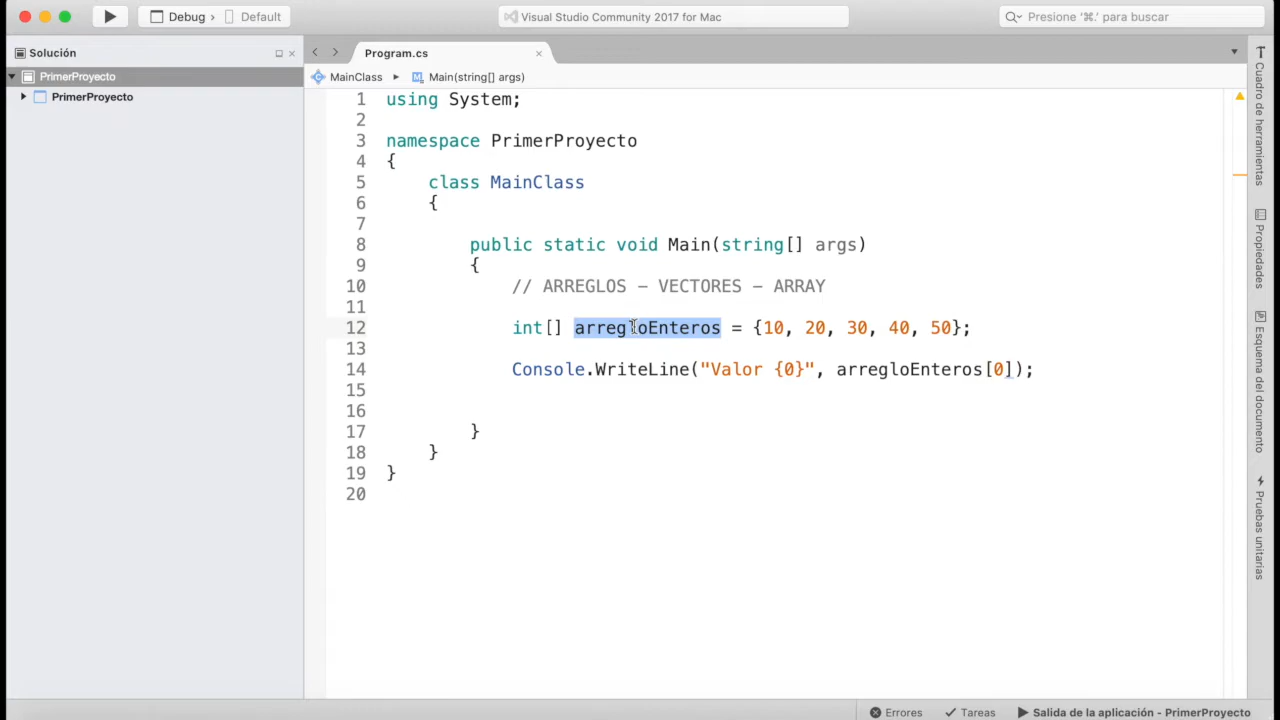 Debug › Default
Visual Studio Community 2017 for Mac
Presione '⌘.' para buscar
Solución
PrimerProyecto
PrimerProyecto
Program.cs
MainClass
Main(string[] args)
1 using System;
2
3 namespace PrimerProyecto
4 {
5 class MainClass
6 {
7
8 public static void Main(string[] args)
9 {
10 // ARREGLOS – VECTORES – ARRAY
11
12 int[] arregloEnteros = {10, 20, 30, 40, 50};
13
14 Console.WriteLine("Valor {0}", arregloEnteros[0]);
15
16
17 }
18 }
19 }
20
Cuadro de herramientas
Propiedades
Esquema del documento
Pruebas unitarias
Errores
Tareas
Salida de la aplicación - PrimerProyecto